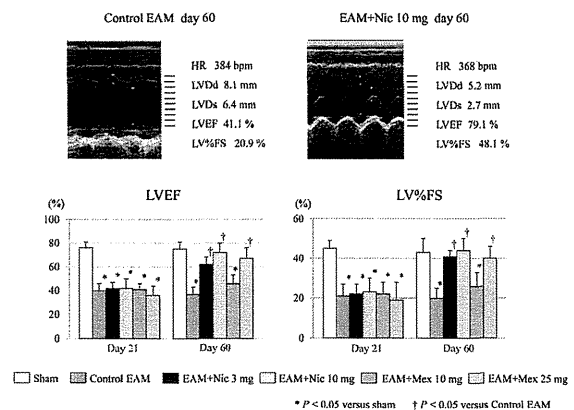 Control EAM day 60
EAM+Nic 10 mg day 60
HR 384 bpm
LVDd 8.1 mm
LVDs 6.4 mm
LVEF 41.1 %
LV%FS 20.9 %
HR 368 bpm
LVDd 5.2 mm
LVDs 2.7 mm
LVEF 79.1 %
LV%FS 48.1 %
(%)
LVEF
100
80
60
40
20
0
* * * * *
* † † * †
Day 21
Day 60
(%)
LV%FS
60
40
20
0
* * * * *
* † † * †
Day 21
Day 60
Sham
Control EAM
EAM+Nic 3 mg
EAM+Nic 10 mg
EAM+Mex 10 mg
EAM+Mex 25 mg
* P < 0.05 versus sham
† P < 0.05 versus Control EAM